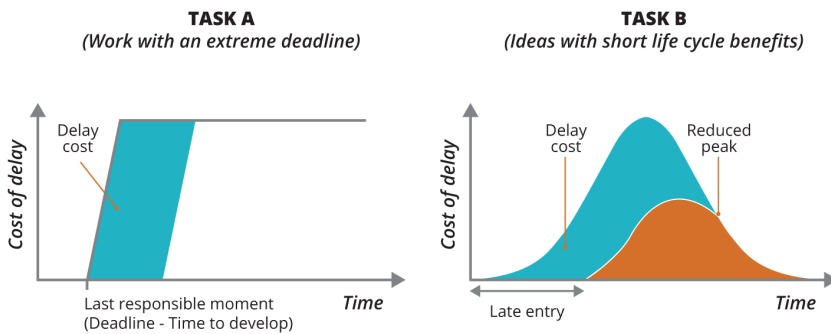 TASK A
(Work with an extreme deadline)
Cost of delay
Delay
cost
Last responsible moment
(Deadline - Time to develop)
Time
TASK B
(Ideas with short life cycle benefits)
Cost of delay
Delay
cost
Reduced
peak
Late entry
Time